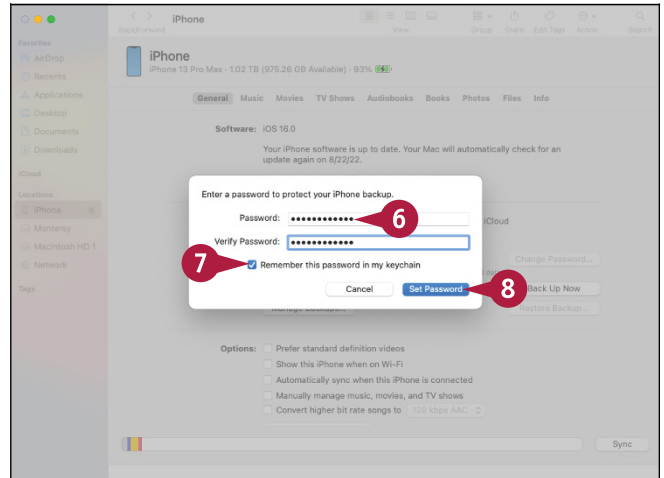 iPhone
Back/Forward
View
Group
Share
Edit Tags
Action
Search
Favorites
AirDrop
Recents
Applications
Desktop
Documents
Downloads
iCloud
Locations
iPhone
Monterey
Macintosh HD 1
Network
Tags
iPhone
iPhone 13 Pro Max · 1.02 TB (975.26 GB Available) · 93%
General Music Movies TV Shows Audiobooks Books Photos Files Info
Software: iOS 16.0
Your iPhone software is up to date. Your Mac will automatically check for an
update again on 8/22/22.
Enter a password to protect your iPhone backup.
Password: ••••••••••••
6
iCloud
Verify Password: ••••••••••••
7
Remember this password in my keychain
Change Password...
Cancel
Set Password
8
Back Up Now
Manage Backups...
Restore Backup...
Options: Prefer standard definition videos
Show this iPhone when on Wi-Fi
Automatically sync when this iPhone is connected
Manually manage music, movies, and TV shows
Convert higher bit rate songs to 128 kbps AAC
Sync